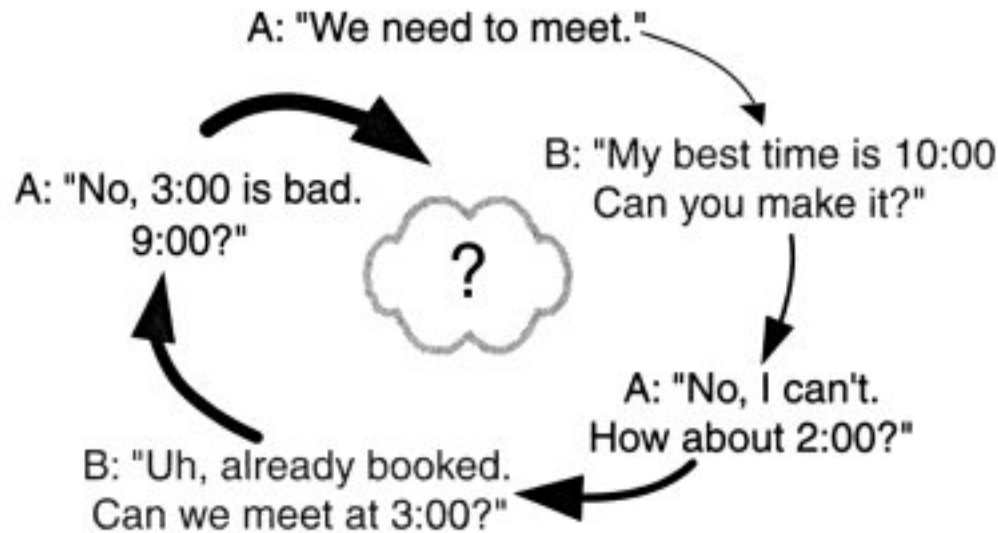 A: "We need to meet."
B: "My best time is 10:00
Can you make it?"
A: "No, I can't.
How about 2:00?"
B: "Uh, already booked.
Can we meet at 3:00?"
A: "No, 3:00 is bad.
9:00?"
?